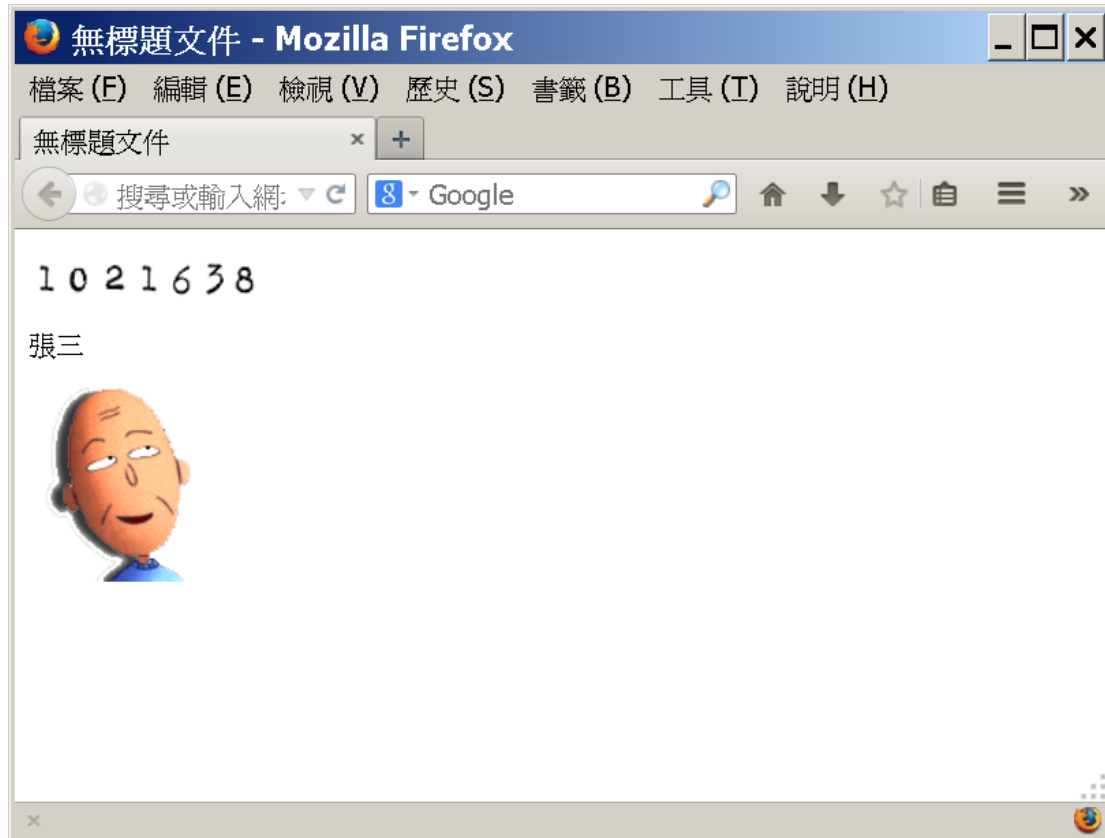 無標題文件 - Mozilla Firefox
檔案 (F) 編輯 (E) 檢視 (V) 歷史 (S) 書籤 (B) 工具 (T) 說明 (H)
無標題文件
搜尋或輸入網 Google
1 0 2 1 6 3 8
張三